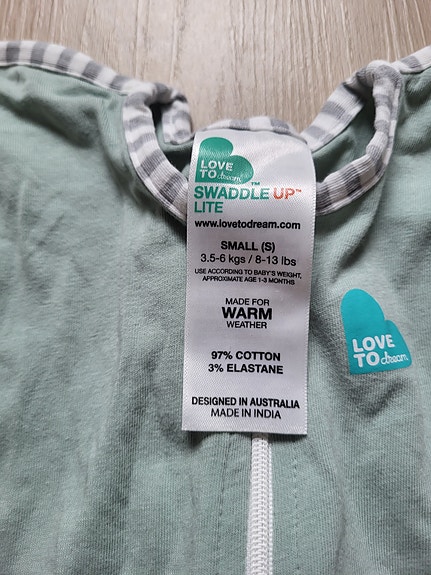 LOVE
TO dream
SWADDLE UP™
LITE
www.lovetodream.com
SMALL (S)
3.5-6 kgs / 8-13 lbs
USE ACCORDING TO BABY'S WEIGHT,
APPROXIMATE AGE 1-3 MONTHS
MADE FOR
WARM
WEATHER
97% COTTON
3% ELASTANE
DESIGNED IN AUSTRALIA
MADE IN INDIA
LOVE
TO dream